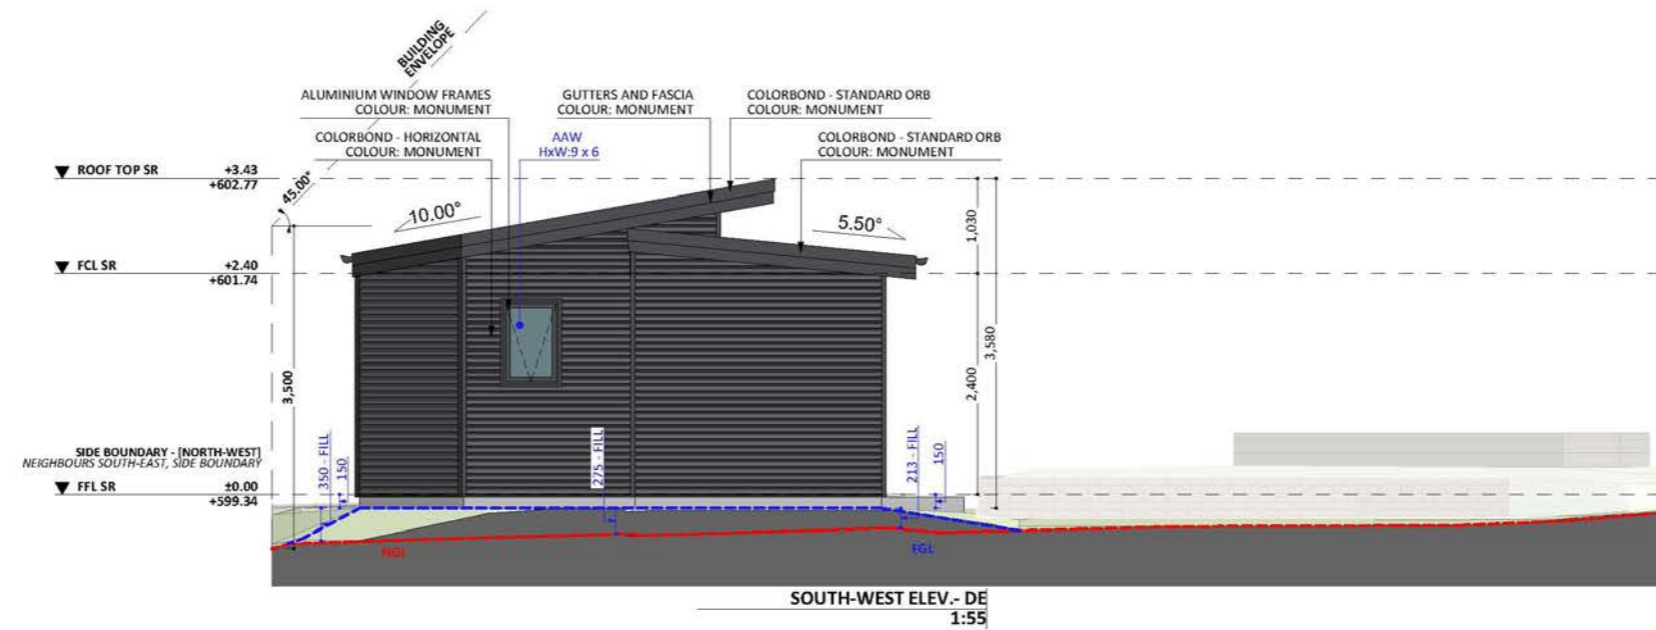 BUILDING
ENVELOPE
ALUMINIUM WINDOW FRAMES
COLOUR: MONUMENT
GUTTERS AND FASCIA
COLOUR: MONUMENT
COLORBOND - STANDARD ORB
COLOUR: MONUMENT
COLORBOND - HORIZONTAL
COLOUR: MONUMENT
AAW
HxW:9 x 6
COLORBOND - STANDARD ORB
COLOUR: MONUMENT
ROOF TOP SR
+3.43
+602.77
45.00°
10.00°
5.50°
1,030
FCL SR
+2.40
+601.74
3,500
2,400
3,580
SIDE BOUNDARY - [NORTH-WEST]
NEIGHBOURS SOUTH-EAST, SIDE BOUNDARY
350 - FILL
150
275 - FILL
213 - FILL
150
FFL SR
±0.00
+599.34
NGL
FGL
SOUTH-WEST ELEV.- DE
1:55